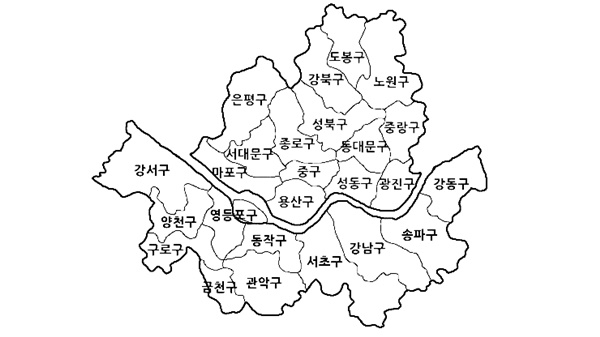 도봉구
강북구
노원구
은평구
성북구
중랑구
종로구
동대문구
서대문구
마포구
중구
강서구
성동구
광진구
강동구
용산구
양천구
영등포구
동작구
송파구
구로구
강남구
서초구
금천구
관악구